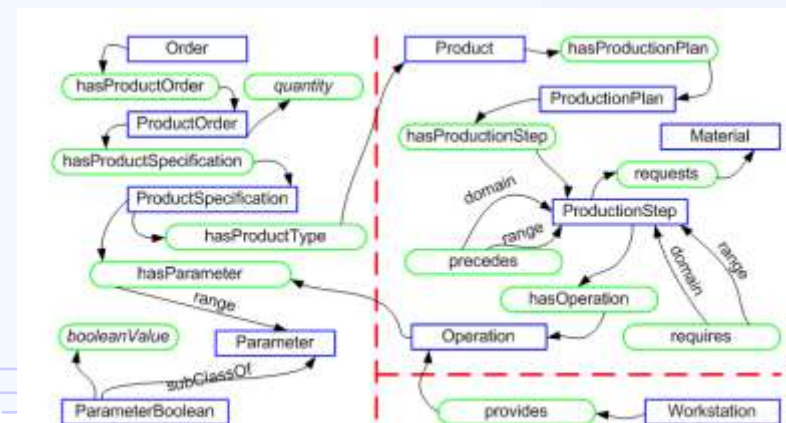 Order
Product
hasProductionPlan
hasProductOrder
quantity
ProductionPlan
ProductOrder
hasProductionStep
Material
hasProductSpecification
requests
domain
ProductSpecification
ProductionStep
range
hasProductType
precedes
domain
range
hasParameter
hasOperation
range
booleanValue
Parameter
Operation
requires
subClassOf
ParameterBoolean
provides
Workstation